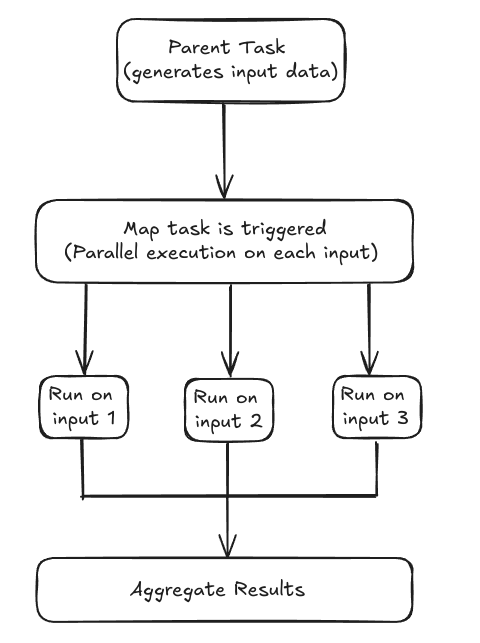 Parent Task
(generates input data)
Map task is triggered
(Parallel execution on each input)
Run on
input 1
Run on
input 2
Run on
input 3
Aggregate Results